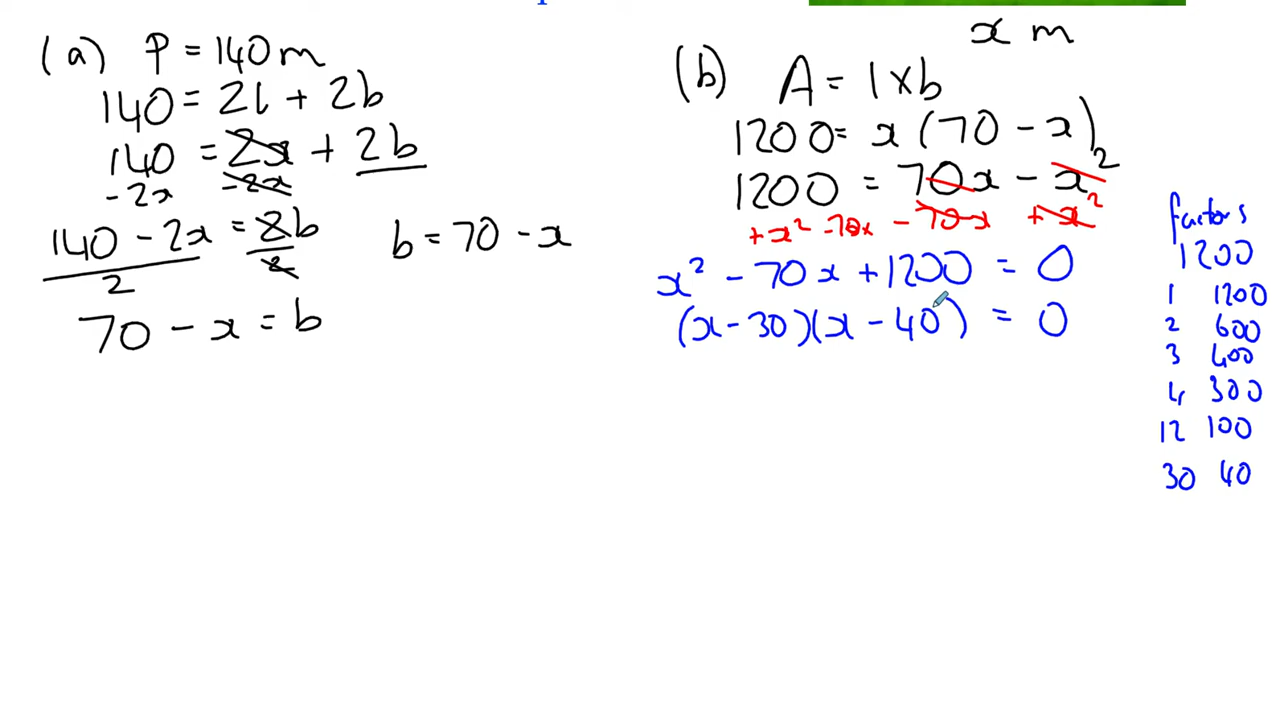 (a) P = 140 m
140 = 2l + 2b
140 = 2x + 2b
-2x -2x
140 - 2x = 2b
2 2
70 - x = b
b = 70 - x
x m
(b) A = l × b
1200 = x(70 - x)
1200 = 70x - x²
+x² -70x -70x +x²
x² - 70x + 1200 = 0
(x - 30)(x - 40) = 0
factors
1200
1 1200
2 600
3 400
4 300
12 100
30 40